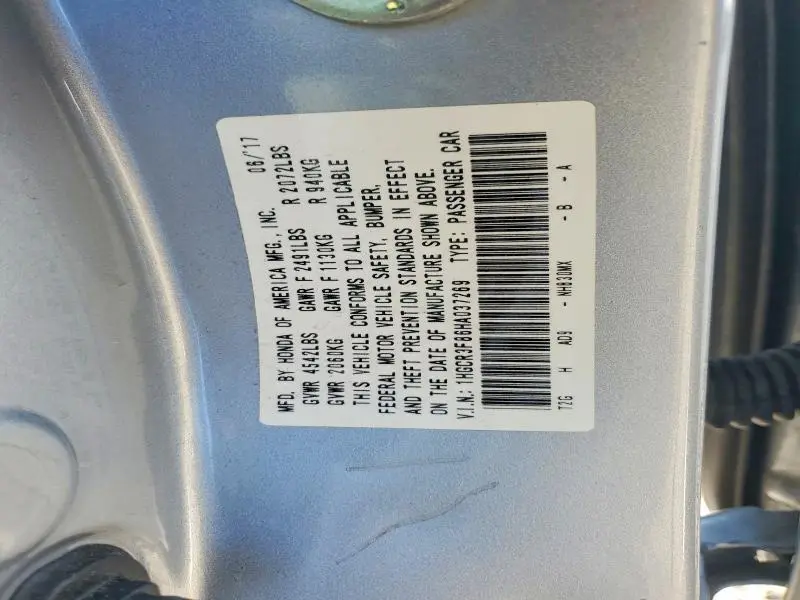 MFD. BY HONDA OF AMERICA MFG., INC. 06/'17
GVWR 4542LBS GAWR F 2491LBS R 2072LBS
GVWR 2060KG GAWR F 1130KG R 940KG
THIS VEHICLE CONFORMS TO ALL APPLICABLE
FEDERAL MOTOR VEHICLE SAFETY, BUMPER,
AND THEFT PREVENTION STANDARDS IN EFFECT
ON THE DATE OF MANUFACTURE SHOWN ABOVE.
V.I.N.: 1HGCR3F86HA037269 TYPE: PASSENGER CAR
T2G H AD9 - NH830MX - B - A